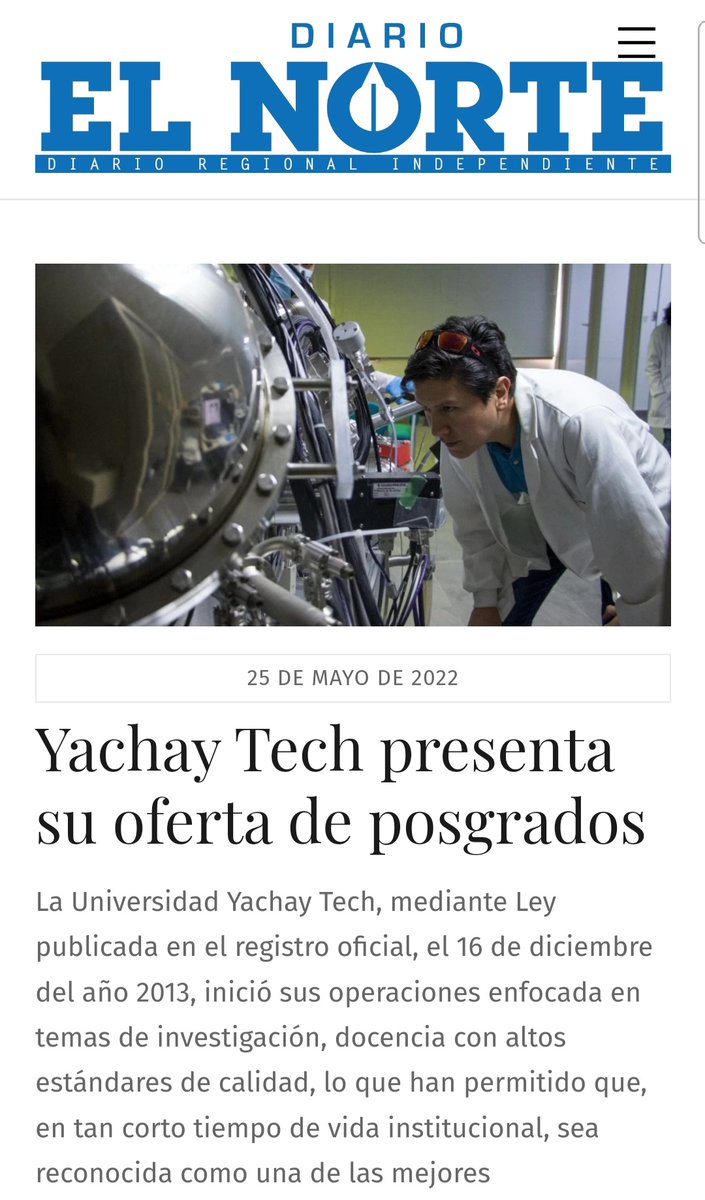 DIARIO
EL NORTE
DIARIO REGIONAL INDEPENDIENTE
25 DE MAYO DE 2022
Yachay Tech presenta
su oferta de posgrados
La Universidad Yachay Tech, mediante Ley
publicada en el registro oficial, el 16 de diciembre
del año 2013, inició sus operaciones enfocada en
temas de investigación, docencia con altos
estándares de calidad, lo que han permitido que,
en tan corto tiempo de vida institucional, sea
reconocida como una de las mejores